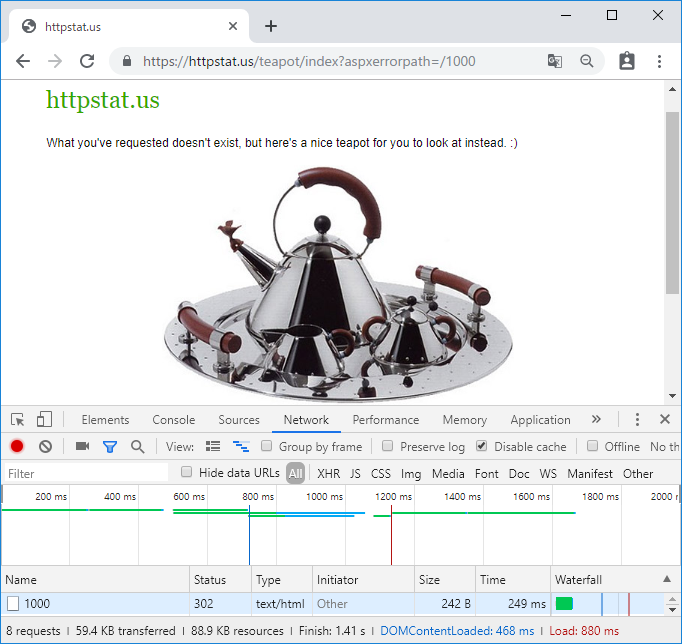 httpstat.us
https://httpstat.us/teapot/index?aspxerrorpath=/1000
httpstat.us
What you've requested doesn't exist, but here's a nice teapot for you to look at instead. :)
Elements Console Sources Network Performance Memory Application »
View: Group by frame Preserve log Disable cache Offline No th
Filter Hide data URLs All XHR JS CSS Img Media Font Doc WS Manifest Other
200 ms 400 ms 600 ms 800 ms 1000 ms 1200 ms 1400 ms 1600 ms 1800 ms 2000 m
Name Status Type Initiator Size Time Waterfall
1000 302 text/html Other 242 B 249 ms
8 requests | 59.4 KB transferred | 88.9 KB resources | Finish: 1.41 s | DOMContentLoaded: 468 ms | Load: 880 ms